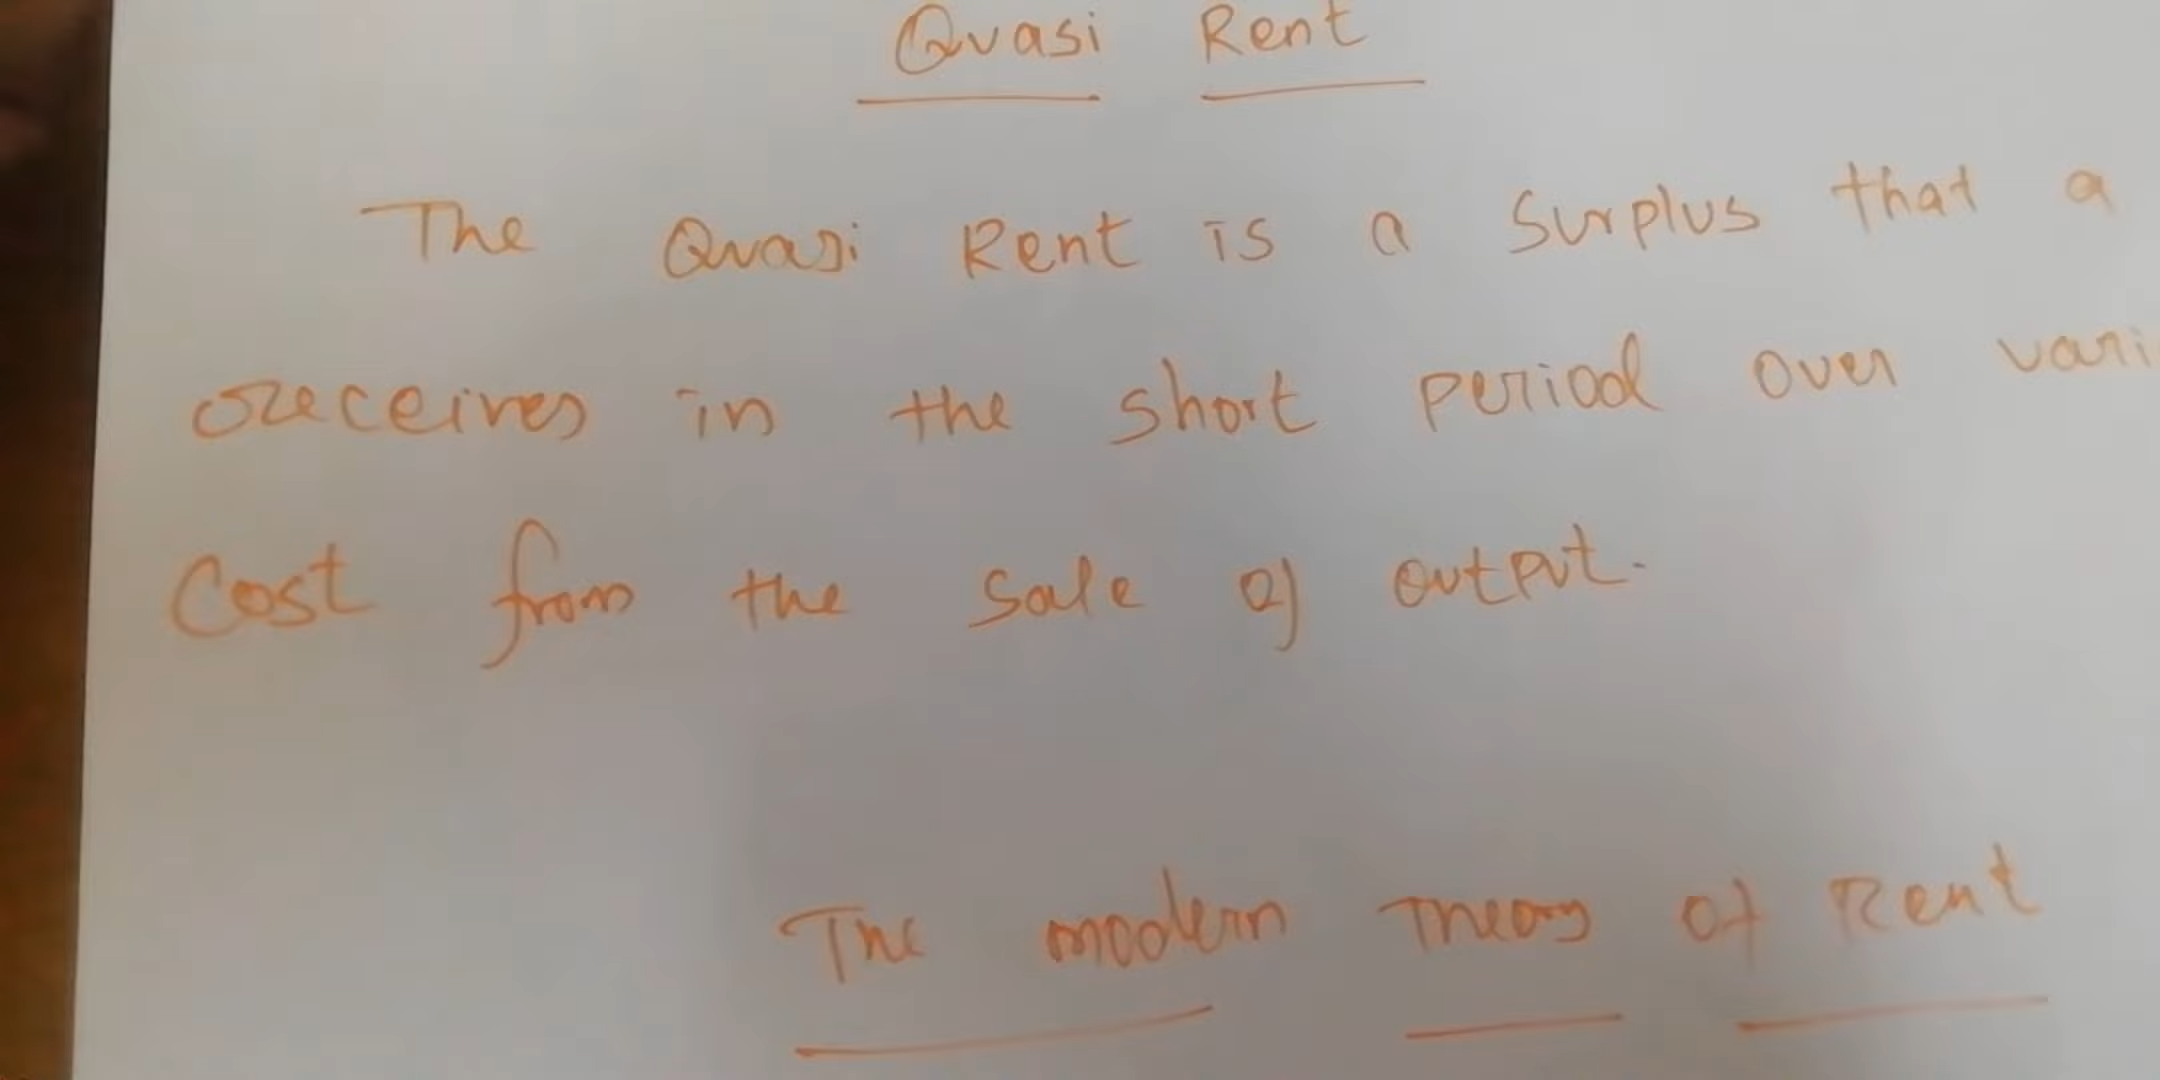 Quasi Rent
The Quasi Rent is a Surplus that a
receives in the short period over vari
Cost from the sale of output.
The modern Theory of Rent